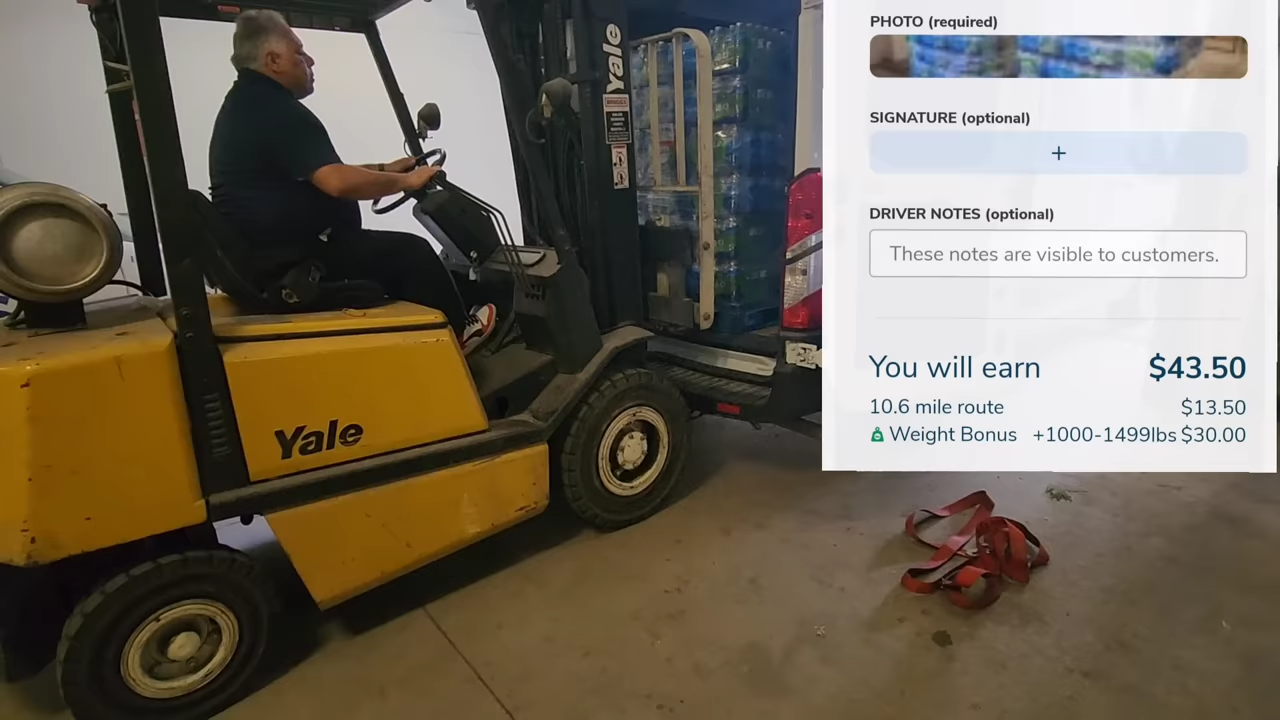 Yale
Yale
PHOTO (required)
SIGNATURE (optional)
+
DRIVER NOTES (optional)
These notes are visible to customers.
You will earn $43.50
10.6 mile route $13.50
Weight Bonus +1000-1499lbs $30.00